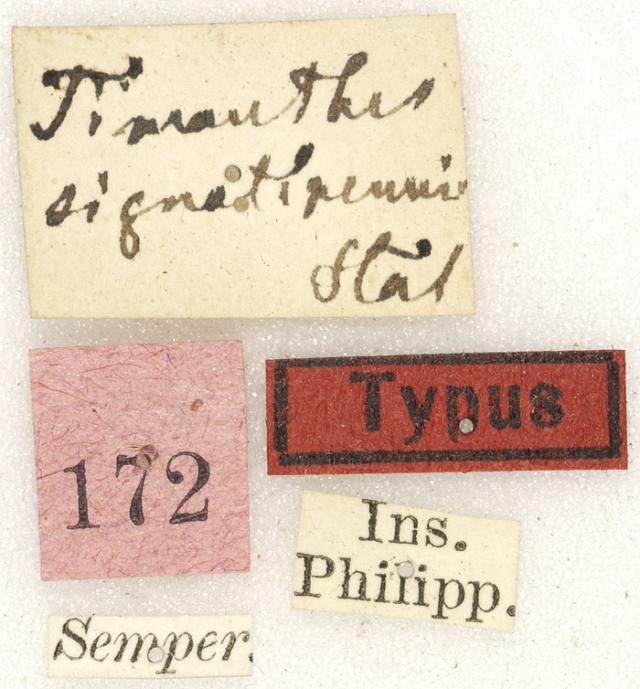 Timanthes
signatipennis
Stål
172
Typus
Ins.
Philipp.
Semper.